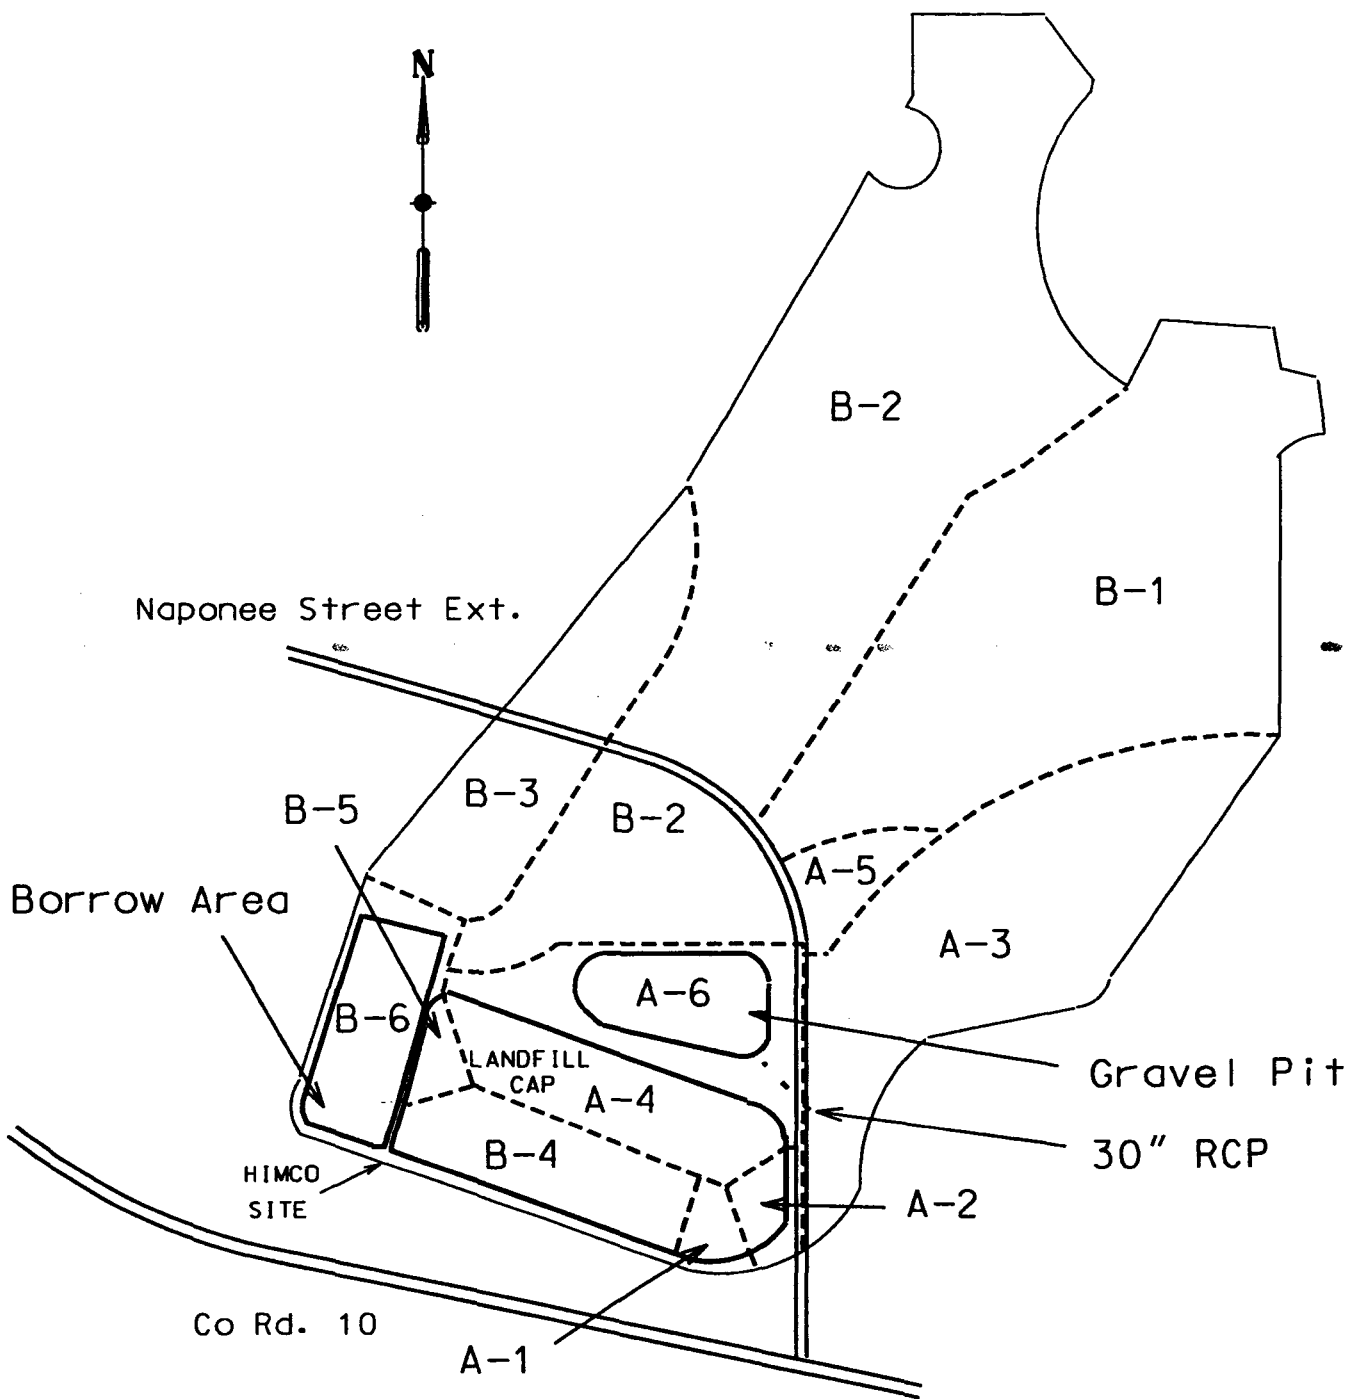 N
B-2
B-1
Naponee Street Ext.
B-3
B-5
B-2
A-5
Borrow Area
A-3
A-6
B-6
LANDFILL
CAP
A-4
Gravel Pit
B-4
30" RCP
HIMCO
SITE
A-2
Co Rd. 10
A-1